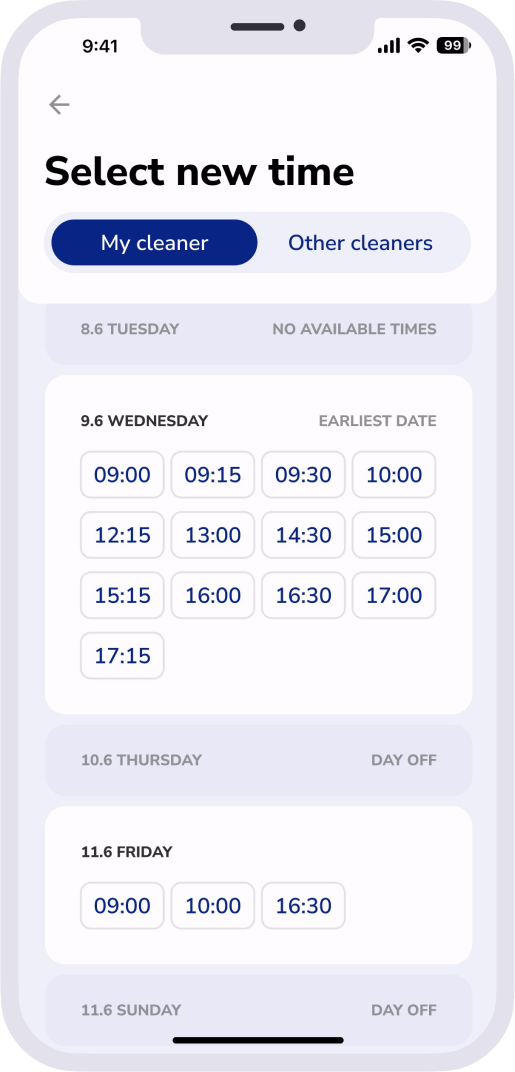 9:41 99
Select new time
My cleaner Other cleaners
8.6 TUESDAY NO AVAILABLE TIMES
9.6 WEDNESDAY EARLIEST DATE
09:00 09:15 09:30 10:00
12:15 13:00 14:30 15:00
15:15 16:00 16:30 17:00
17:15
10.6 THURSDAY DAY OFF
11.6 FRIDAY
09:00 10:00 16:30
11.6 SUNDAY DAY OFF